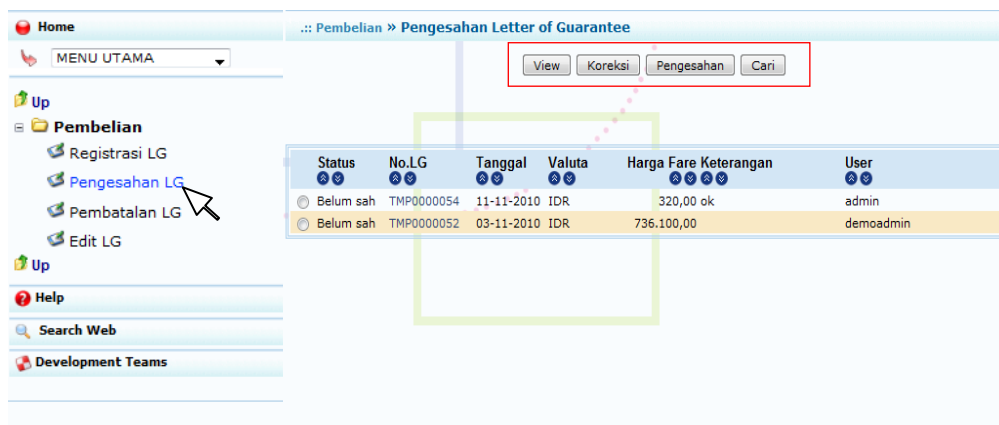 Home
MENU UTAMA
Up
Pembelian
Registrasi LG
Pengesahan LG
Pembatalan LG
Edit LG
Up
Help
Search Web
Development Teams
.:: Pembelian » Pengesahan Letter of Guarantee
View Koreksi Pengesahan Cari
Status No.LG Tanggal Valuta Harga Fare Keterangan User
Belum sah TMP0000054 11-11-2010 IDR 320,00 ok admin
Belum sah TMP0000052 03-11-2010 IDR 736.100,00 demoadmin